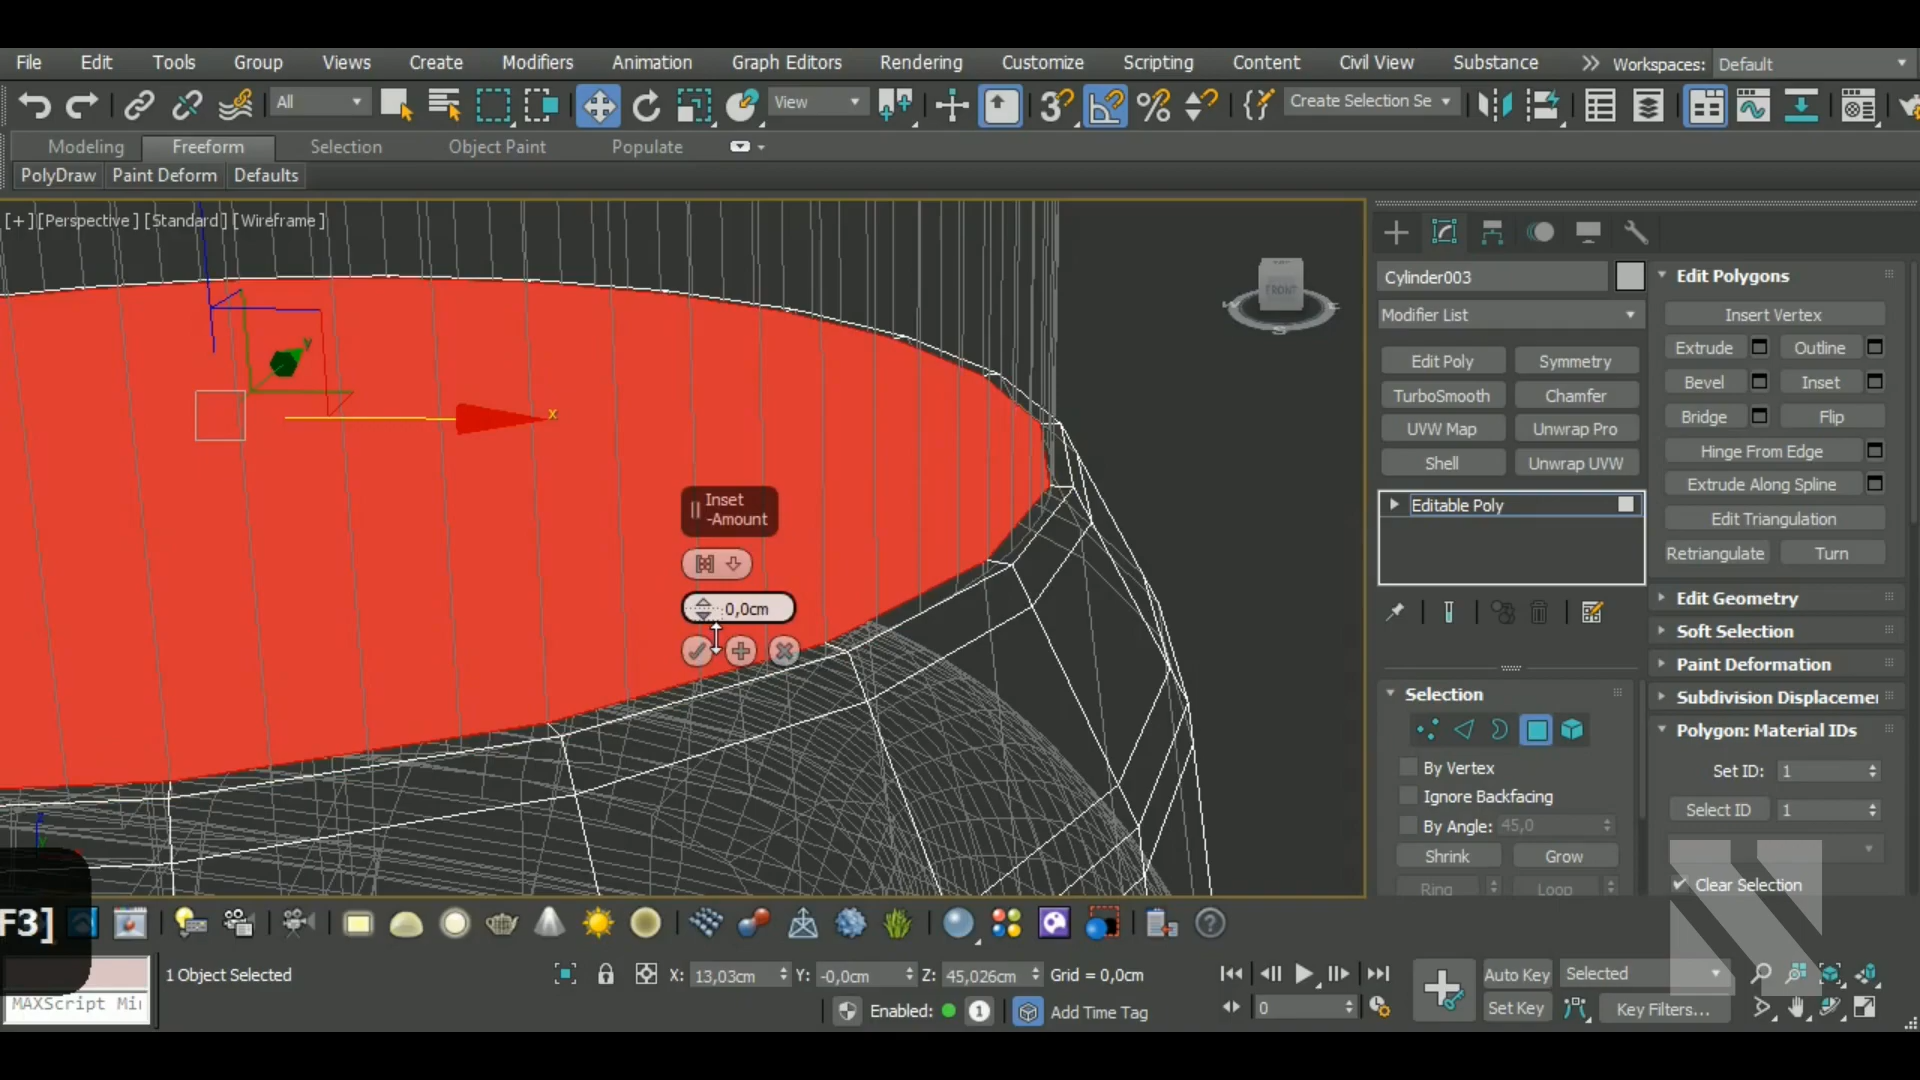 File Edit Tools Group Views Create Modifiers Animation Graph Editors Rendering Customize Scripting Content Civil View Substance Workspaces: Default
All View Create Selection Se
Modeling Freeform Selection Object Paint Populate
PolyDraw Paint Deform Defaults
[+] [Perspective] [Standard] [Wireframe]
FRONT
S
y
x
Inset
-Amount
0,0cm
Cylinder003
Modifier List
Edit Poly Symmetry
TurboSmooth Chamfer
UVW Map Unwrap Pro
Shell Unwrap UVW
Editable Poly
Selection
By Vertex
Ignore Backfacing
By Angle: 45,0
Shrink Grow
Ring Loop
Edit Polygons
Insert Vertex
Extrude Outline
Bevel Inset
Bridge Flip
Hinge From Edge
Extrude Along Spline
Edit Triangulation
Retriangulate Turn
Edit Geometry
Soft Selection
Paint Deformation
Subdivision Displaceme
Polygon: Material IDs
Set ID: 1
Select ID 1
Clear Selection
F3]
1 Object Selected X: 13,03cm Y: -0,0cm Z: 45,026cm Grid = 0,0cm Auto Key Selected
MAXScript Mi Enabled: 1 Add Time Tag 0 Set Key Key Filters...